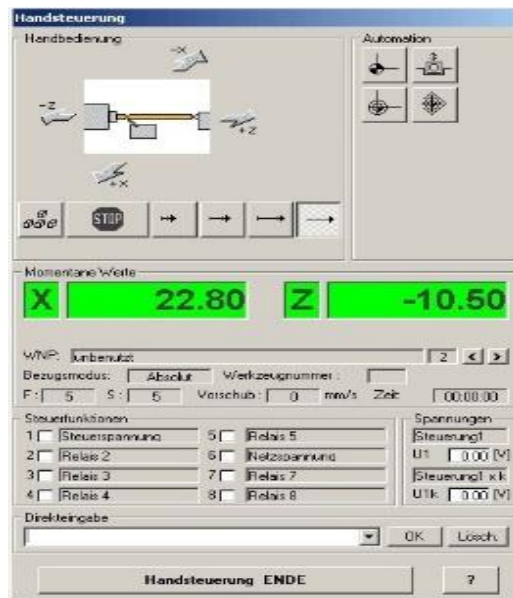 Handsteuerung
Handbedienung
Automation
-X
-Z
+Z
+X
STOP
Momentane Werte
X 22.80 Z -10.50
WNP: unbenutzt 2 < >
Bezugsmodus: Absolut Werkzeugnummer:
F: 5 S: 5 Vorschub: 0 mm/s Zeit 00:00:00
Steuerfunktionen
1 Steuerspannung 5 Relais 5
2 Relais 2 6 Netzspannung
3 Relais 3 7 Relais 7
4 Relais 4 8 Relais 8
Spannungen
Steuerung1
U1 0.00 [V]
Steuerung1 x k
U1k 0.00 [V]
Direkteingabe
OK Lösch.
Handsteuerung ENDE ?